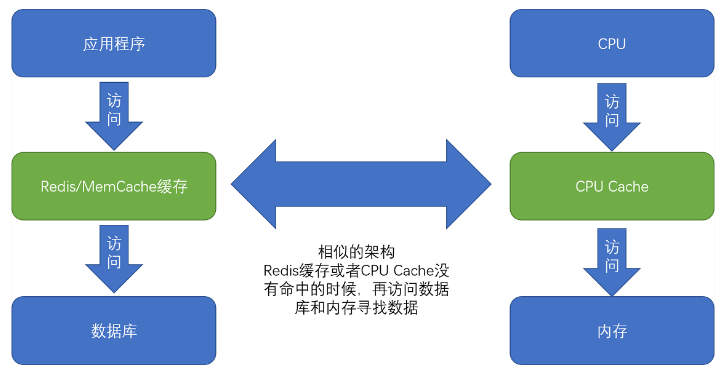 应用程序
访
问
Redis/MemCache缓存
访
问
数据库
相似的架构
Redis缓存或者CPU Cache没
有命中的时候，再访问数据
库和内存寻找数据
CPU
访
问
CPU Cache
访
问
内存